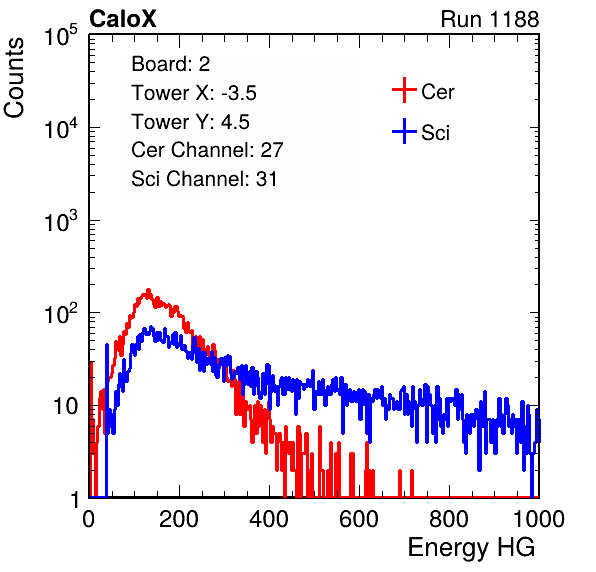 CaloX Run 1188
Counts
Board: 2
Tower X: -3.5
Tower Y: 4.5
Cer Channel: 27
Sci Channel: 31
Cer
Sci
10^5
10^4
10^3
10^2
10
1
0 200 400 600 800 1000
Energy HG